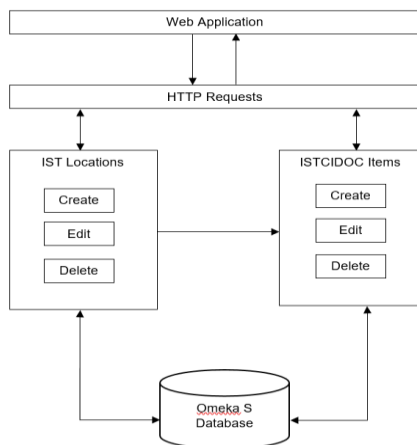 Web Application
HTTP Requests
IST Locations
Create
Edit
Delete
ISTCIDOC Items
Create
Edit
Delete
Omeka S
Database